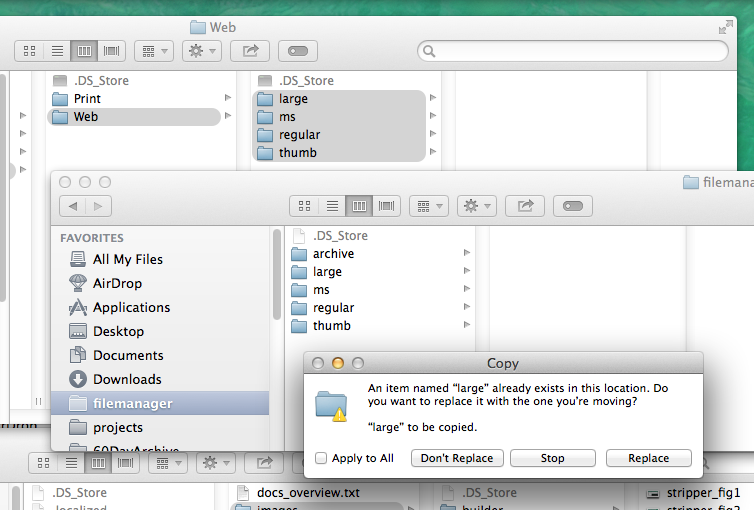 Web
.DS_Store
.DS_Store
Print
large
Web
ms
regular
thumb
filemanager
FAVORITES
.DS_Store
All My Files
archive
AirDrop
large
Applications
ms
Desktop
regular
Documents
thumb
Downloads
filemanager
projects
60DayArchive
Copy
An item named “large” already exists in this location. Do
you want to replace it with the one you’re moving?
“large” to be copied.
Apply to All
Don’t Replace
Stop
Replace
.DS_Store
docs_overview.txt
.DS_Store
stripper_fig1
.localized
images
builder
stripper_fig2